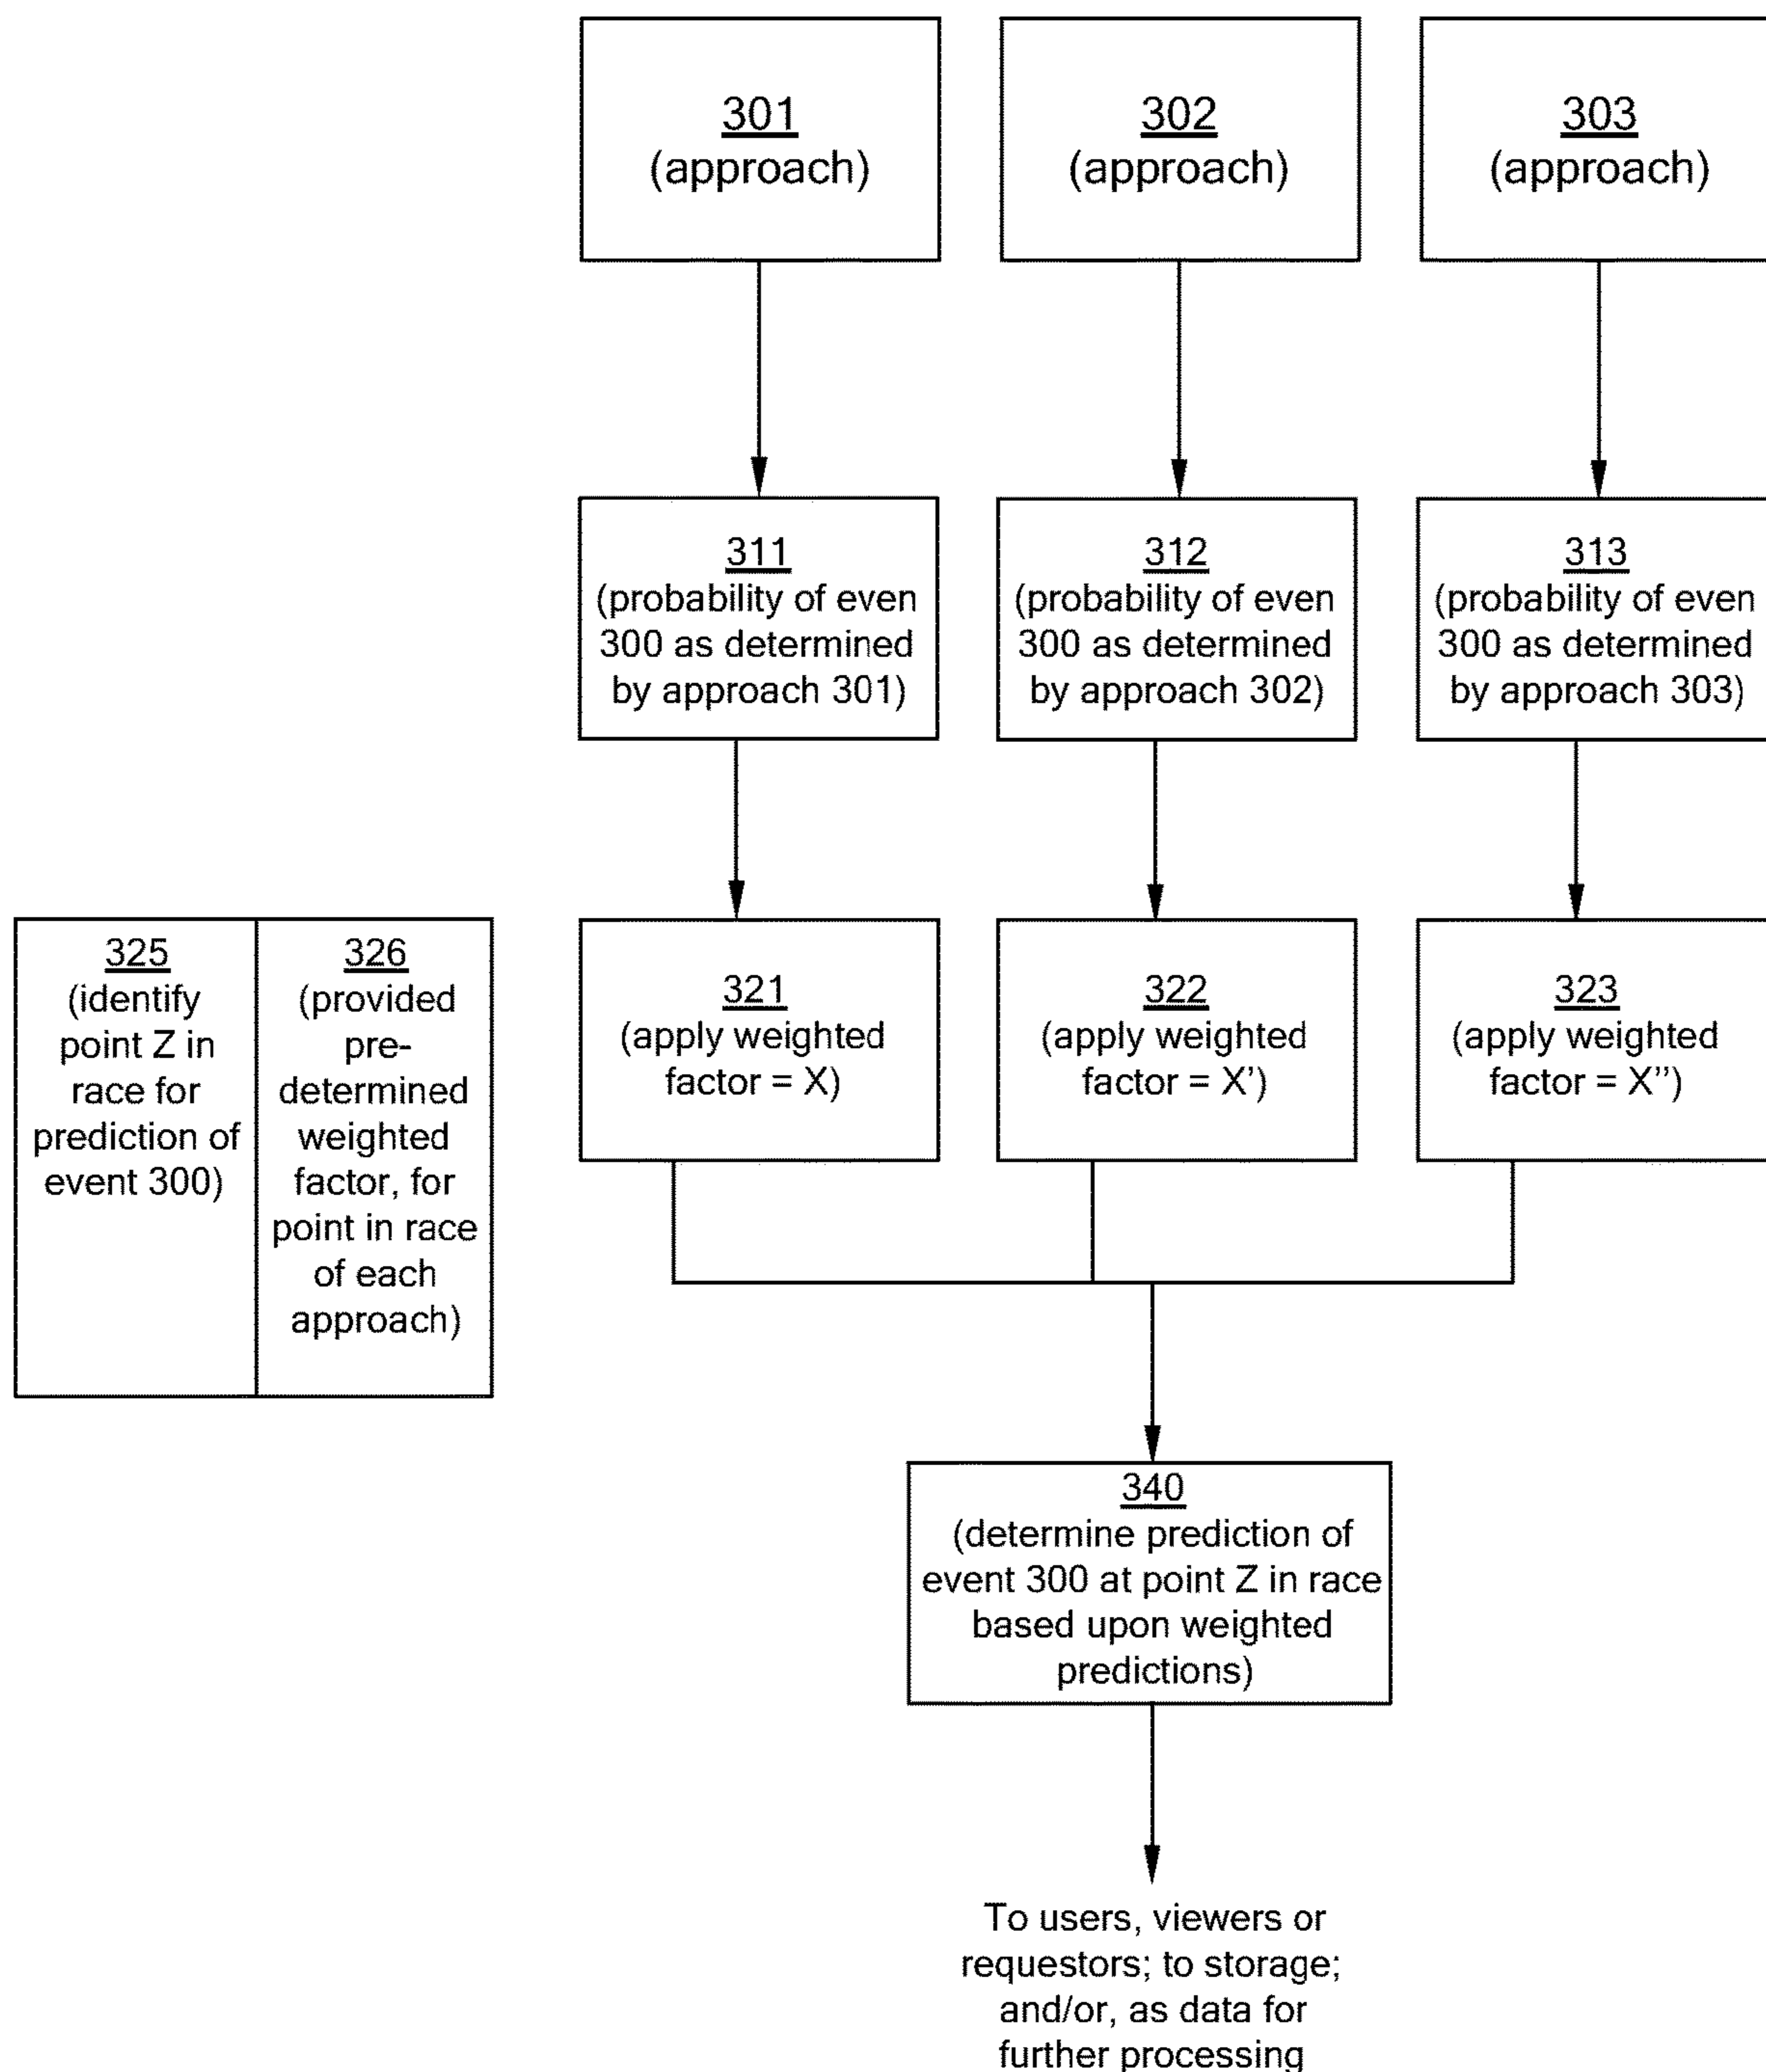 301
(approach)
302
(approach)
303
(approach)
311
(probability of even
300 as determined
by approach 301)
312
(probability of even
300 as determined
by approach 302)
313
(probability of even
300 as determined
by approach 303)
325
(identify
point Z in
race for
prediction of
event 300)
326
(provided
pre-
determined
weighted
factor, for
point in race
of each
approach)
321
(apply weighted
factor = X)
322
(apply weighted
factor = X’)
323
(apply weighted
factor = X’’)
340
(determine prediction of
event 300 at point Z in race
based upon weighted
predictions)
To users, viewers or
requestors; to storage;
and/or, as data for
further processing